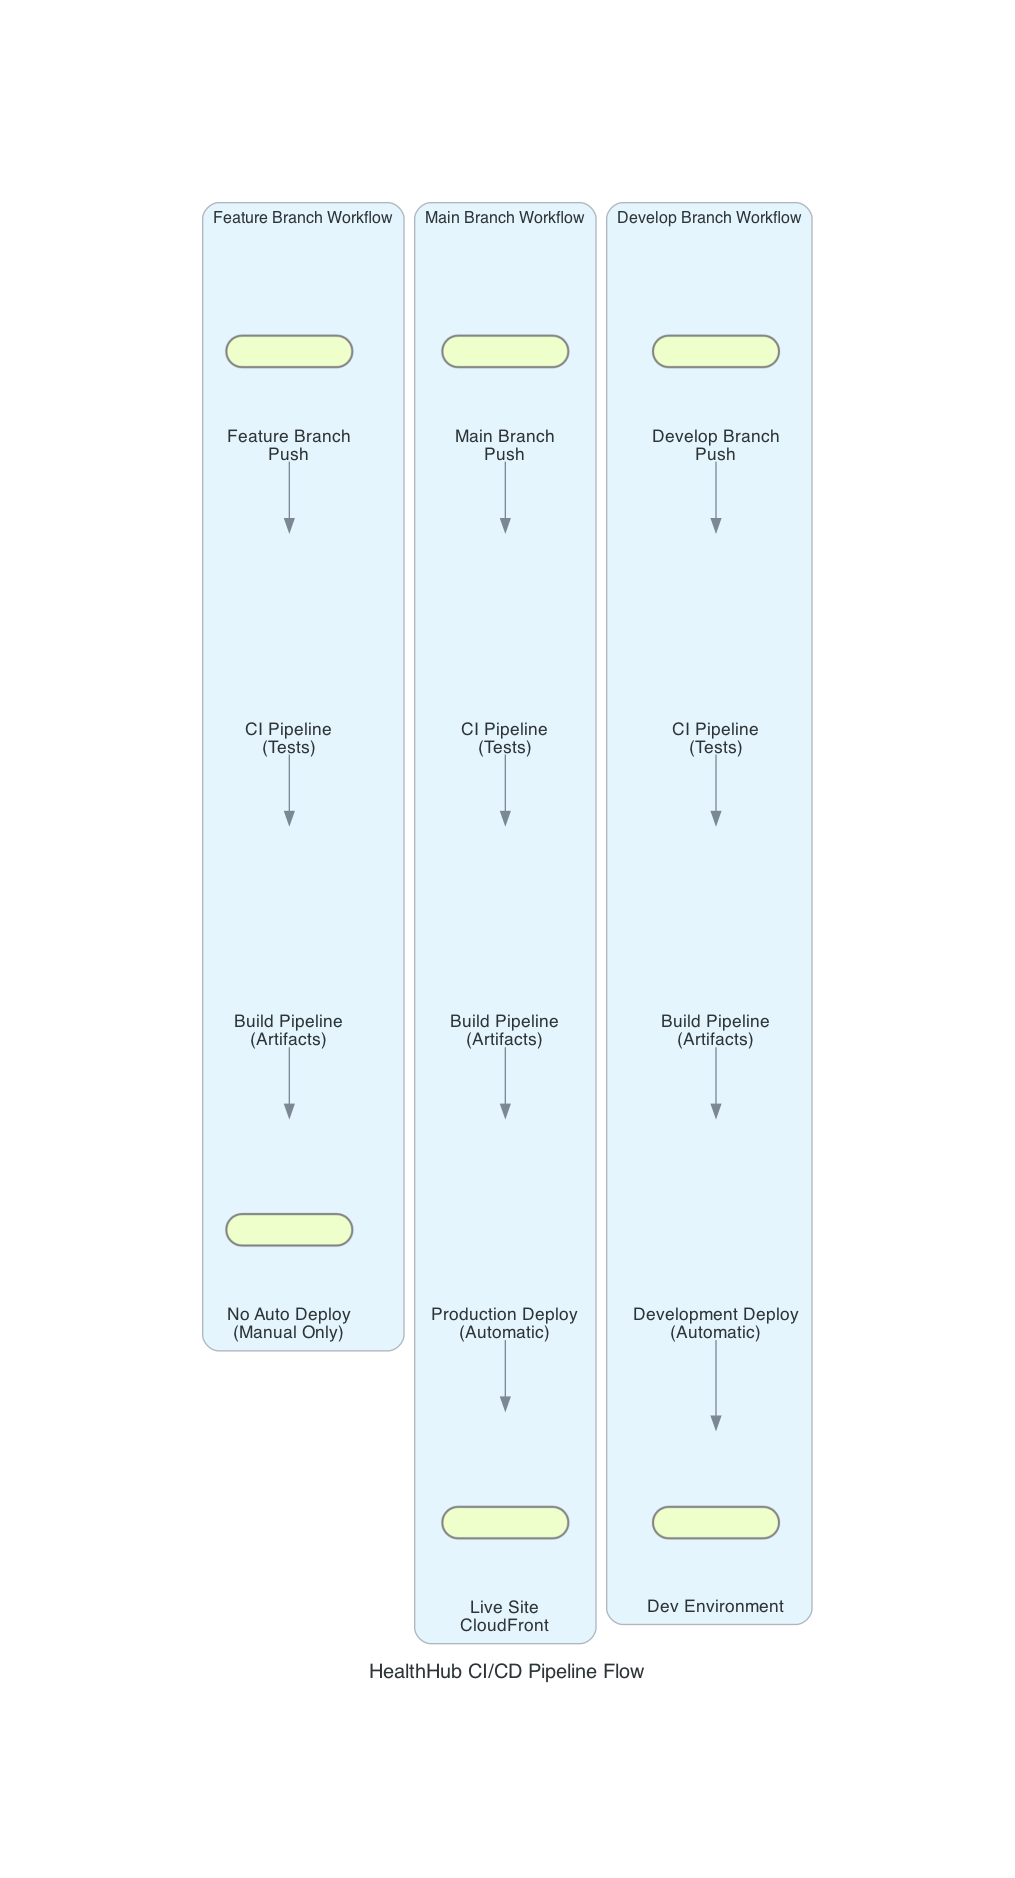 Feature Branch Workflow
Feature Branch
Push
CI Pipeline
(Tests)
Build Pipeline
(Artifacts)
No Auto Deploy
(Manual Only)
Main Branch Workflow
Main Branch
Push
CI Pipeline
(Tests)
Build Pipeline
(Artifacts)
Production Deploy
(Automatic)
Live Site
CloudFront
Develop Branch Workflow
Develop Branch
Push
CI Pipeline
(Tests)
Build Pipeline
(Artifacts)
Development Deploy
(Automatic)
Dev Environment
HealthHub CI/CD Pipeline Flow